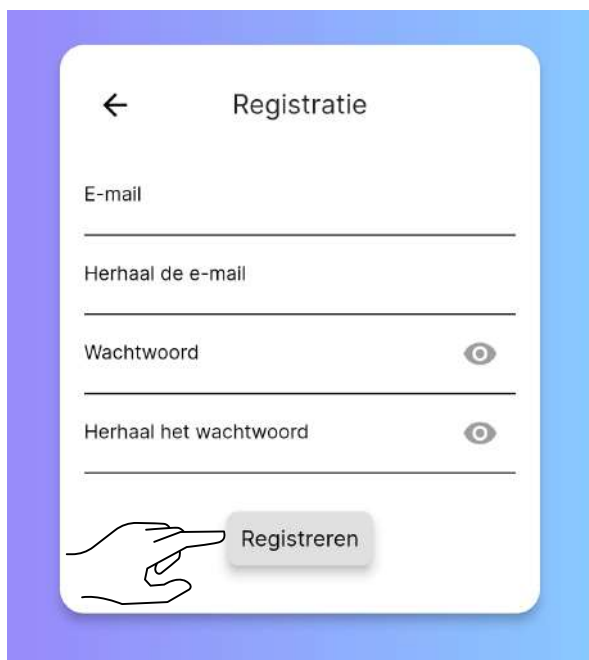 Registratie
E-mail
Herhaal de e-mail
Wachtwoord
Herhaal het wachtwoord
Registreren